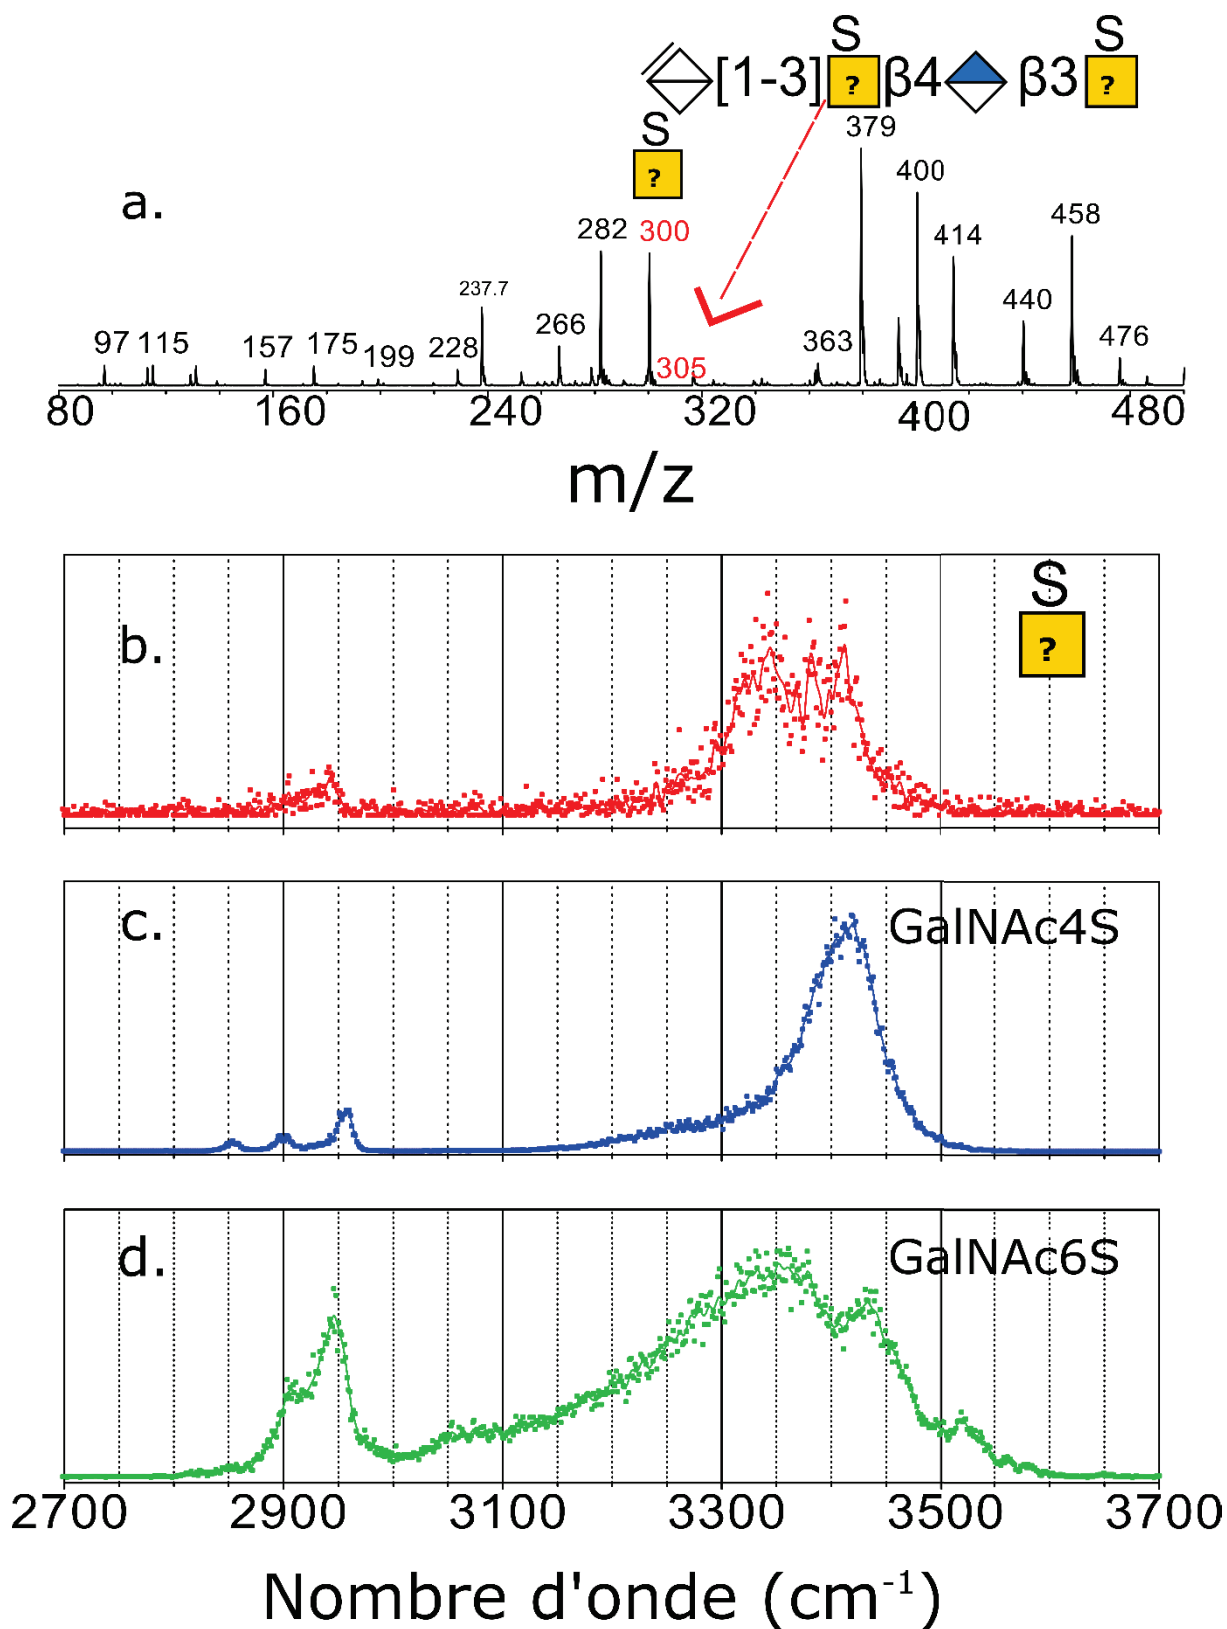 S S
[1-3] ? β4 β3 ?
S
?
a.
379
400
458
282 300
414
237.7
440
266
97 115 157 175 199 228
305
363
476
80 160 240 320 400 480
m/z
b.
S
?
c.
GalNAc4S
d.
GalNAc6S
2700 2900 3100 3300 3500 3700
Nombre d'onde (cm⁻¹)